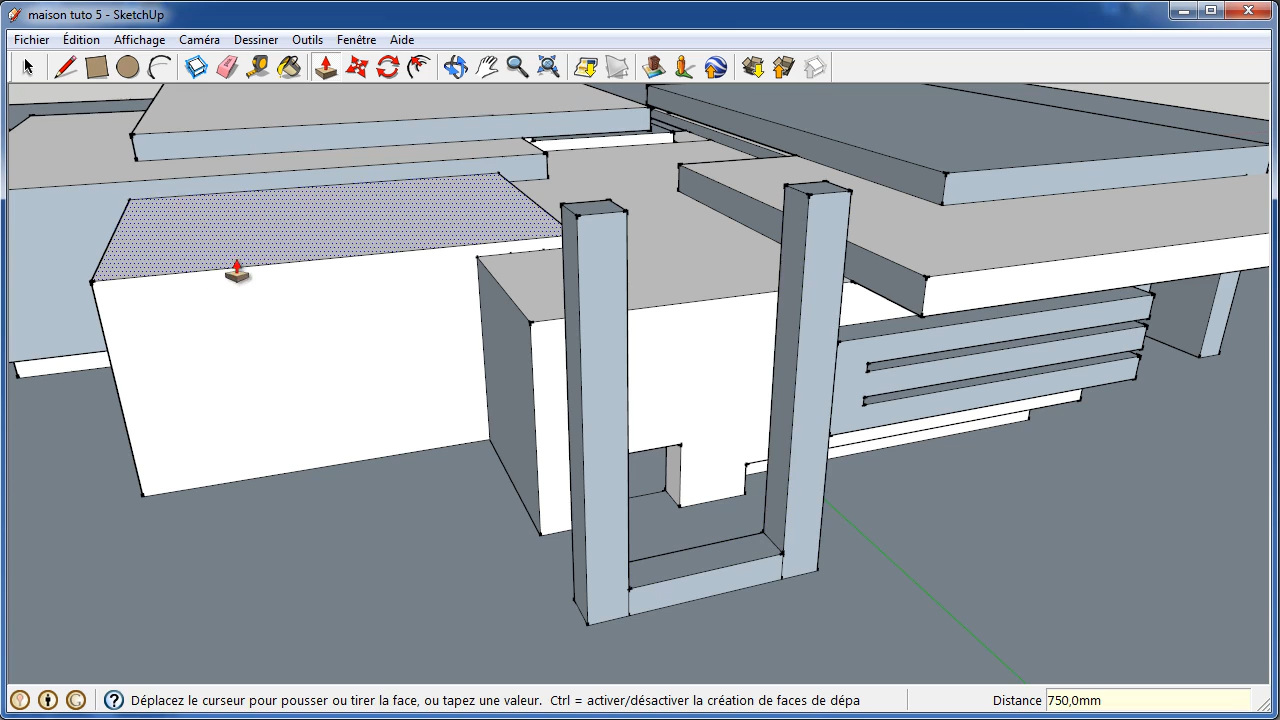 maison tuto 5 - SketchUp
Fichier Édition Affichage Caméra Dessiner Outils Fenêtre Aide
Déplacez le curseur pour pousser ou tirer la face, ou tapez une valeur. Ctrl = activer/désactiver la création de faces de dépa Distance 750,0mm